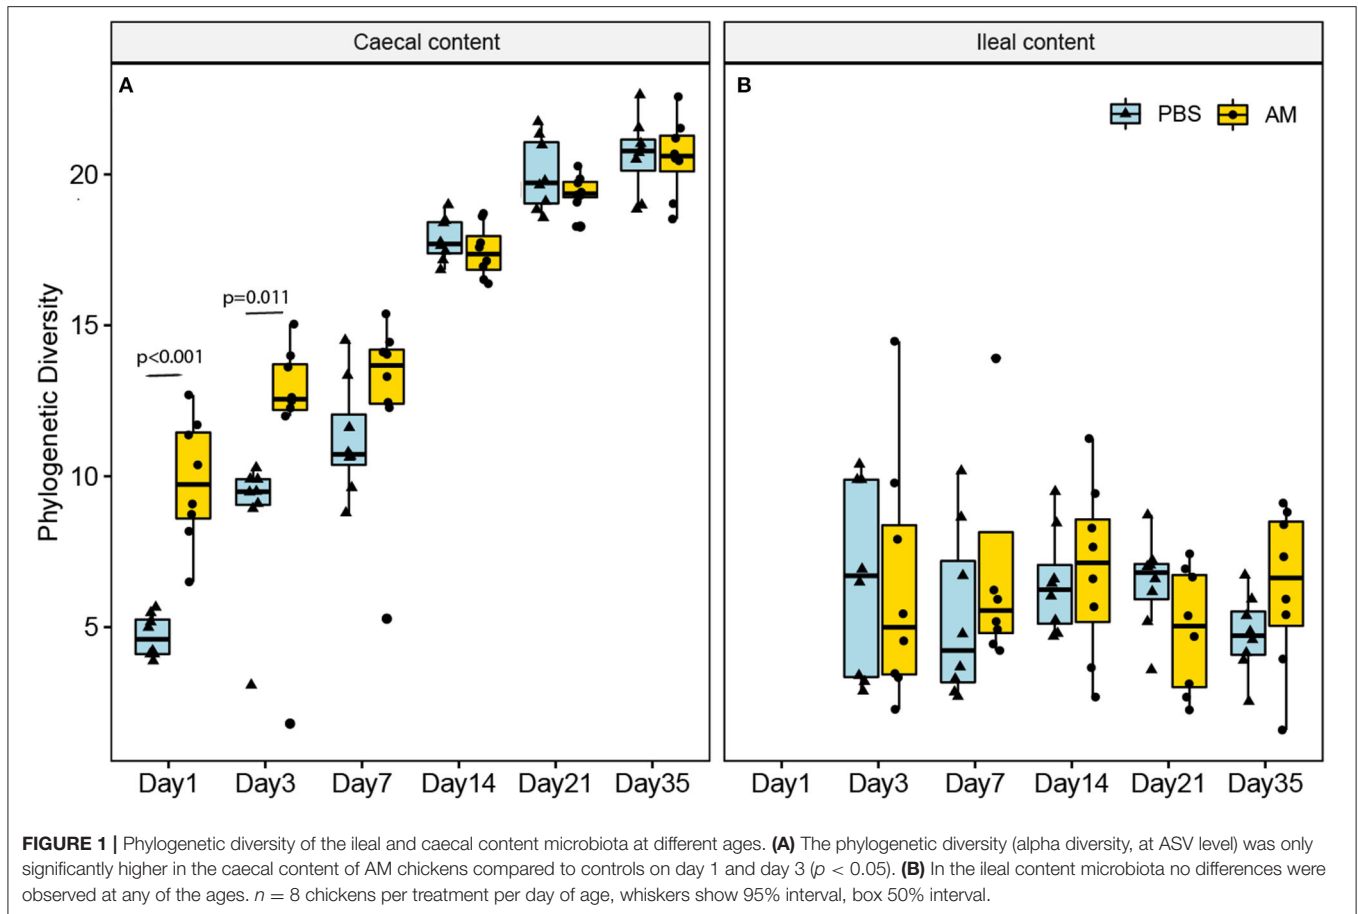 Caecal content
Ileal content
A
B
PBS
AM
Phylogenetic Diversity
20
15
10
5
p<0.001
p=0.011
Day1 Day3 Day7 Day14 Day21 Day35
Day1 Day3 Day7 Day14 Day21 Day35
FIGURE 1 | Phylogenetic diversity of the ileal and caecal content microbiota at different ages. (A) The phylogenetic diversity (alpha diversity, at ASV level) was only
significantly higher in the caecal content of AM chickens compared to controls on day 1 and day 3 (p < 0.05). (B) In the ileal content microbiota no differences were
observed at any of the ages. n = 8 chickens per treatment per day of age, whiskers show 95% interval, box 50% interval.